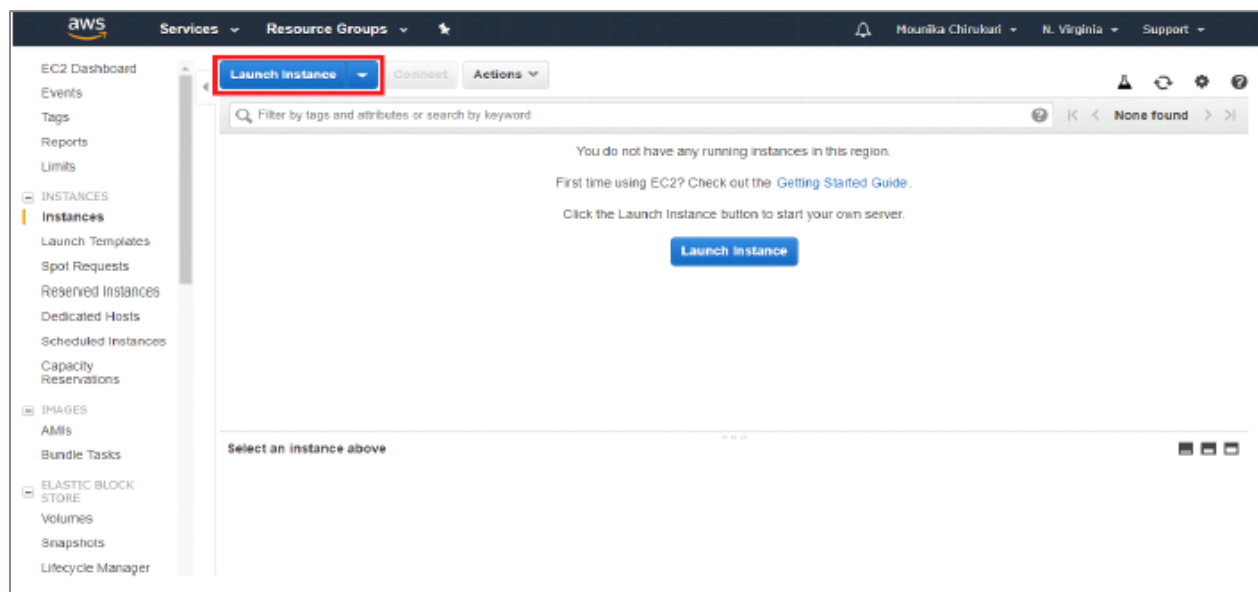 aws
Services
Resource Groups
Mounika Chirukuri
N. Virginia
Support
EC2 Dashboard
Events
Tags
Reports
Limits
INSTANCES
Instances
Launch Templates
Spot Requests
Reserved Instances
Dedicated Hosts
Scheduled Instances
Capacity
Reservations
IMAGES
AMIs
Bundle Tasks
ELASTIC BLOCK
STORE
Volumes
Snapshots
Lifecycle Manager
Launch Instance
Connect
Actions
Filter by tags and attributes or search by keyword
None found
You do not have any running instances in this region.
First time using EC2? Check out the Getting Started Guide.
Click the Launch Instance button to start your own server.
Launch Instance
Select an instance above